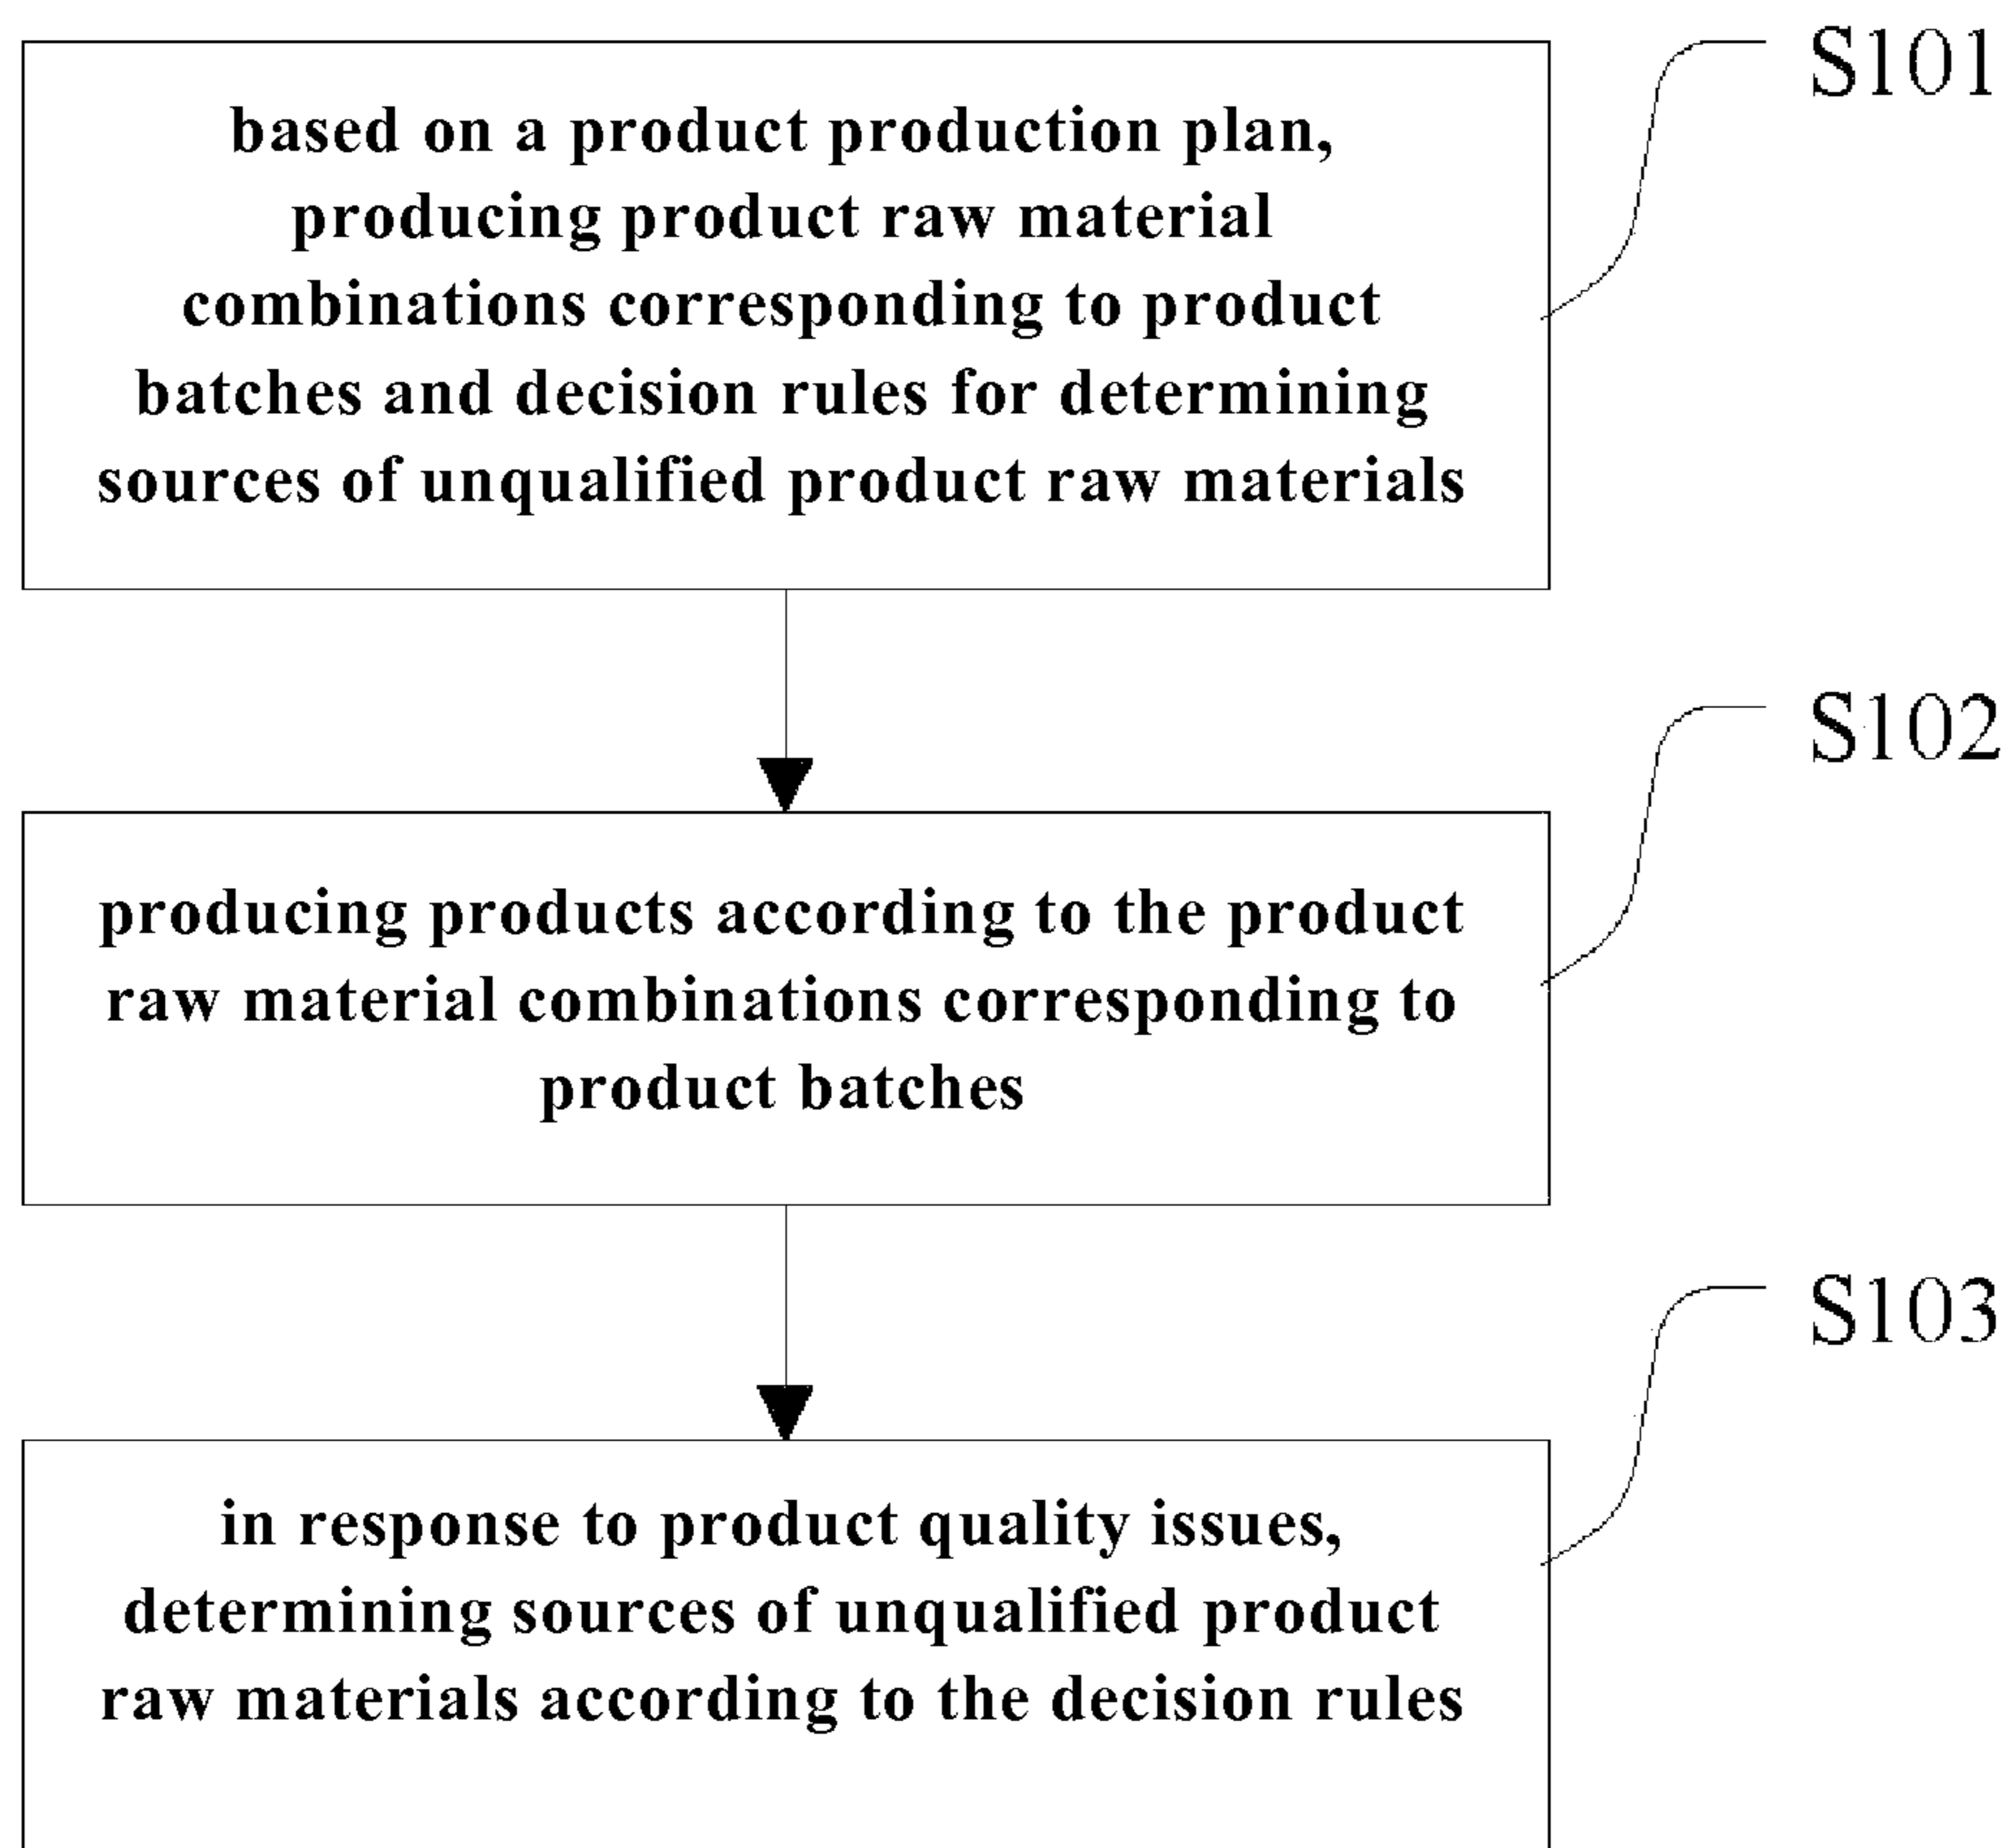 S101
based on a product production plan,
producing product raw material
combinations corresponding to product
batches and decision rules for determining
sources of unqualified product raw materials
S102
producing products according to the product
raw material combinations corresponding to
product batches
S103
in response to product quality issues,
determining sources of unqualified product
raw materials according to the decision rules